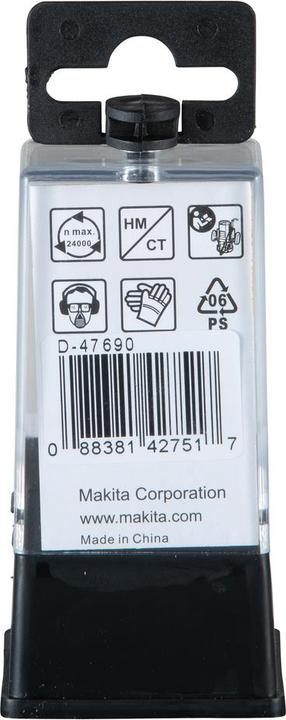 n max.
24000
HM
CT
06
PS
D-47690
0 88381 42751 7
Makita Corporation
www.makita.com
Made in China